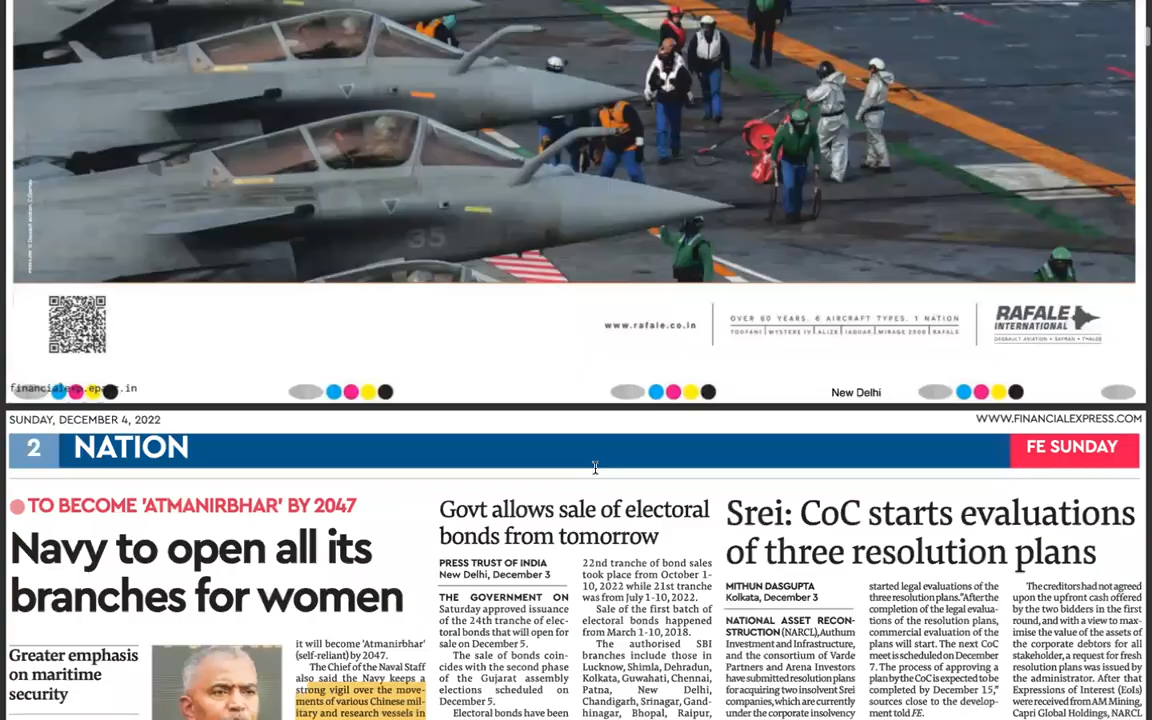 35
www.rafale.co.in
OVER 60 YEARS. 6 AIRCRAFT TYPES. 1 NATION
TOOFANI | MYSTERE IV | ALIZE | JAGUAR | MIRAGE 2000 | RAFALE
RAFALE
INTERNATIONAL
DASSAULT AVIATION • SAFRAN • THALES
New Delhi
SUNDAY, DECEMBER 4, 2022
WWW.FINANCIALEXPRESS.COM
2 NATION
FE SUNDAY
TO BECOME 'ATMANIRBHAR' BY 2047
Navy to open all its
branches for women
Greater emphasis
on maritime
security
it will become 'Atmanirbhar'
(self-reliant) by 2047.
The Chief of the Naval Staff
also said the Navy keeps a
strong vigil over the move-
ments of various Chinese mil-
itary and research vessels in
Govt allows sale of electoral
bonds from tomorrow
PRESS TRUST OF INDIA
New Delhi, December 3
THE GOVERNMENT ON
Saturday approved issuance
of the 24th tranche of elec-
toral bonds that will open for
sale on December 5.
The sale of bonds coin-
cides with the second phase
of the Gujarat assembly
elections scheduled on
December 5.
Electoral bonds have been
22nd tranche of bond sales
took place from October 1-
10, 2022 while 21st tranche
was from July 1-10, 2022.
Sale of the first batch of
electoral bonds happened
from March 1-10, 2018.
The authorised SBI
branches include those in
Lucknow, Shimla, Dehradun,
Kolkata, Guwahati, Chennai,
Patna, New Delhi,
Chandigarh, Srinagar, Gand-
hinagar, Bhopal, Raipur,
Srei: CoC starts evaluations
of three resolution plans
MITHUN DASGUPTA
Kolkata, December 3
NATIONAL ASSET RECON-
STRUCTION (NARCL), Authum
Investment and Infrastructure,
and the consortium of Varde
Partners and Arena Investors
have submitted resolution plans
for acquiring two insolvent Srei
companies, which are currently
under the corporate insolvency
started legal evaluations of the
three resolution plans. "After the
completion of the legal evalua-
tions of the resolution plans,
commercial evaluation of the
plans will start. The next CoC
meet is scheduled on December
7. The process of approving a
plan by the CoC is expected to be
completed by December 15,"
sources close to the develop-
ment told FE.
The creditors had not agreed
upon the upfront cash offered
by the two bidders in the first
round, and with a view to max-
imise the value of the assets of
the corporate debtors for all
stakeholder, a request for fresh
resolution plans was issued by
the administrator. After that
Expressions of Interest (EoIs)
were received from AM Mining,
Capri Global Holdings, NARCL